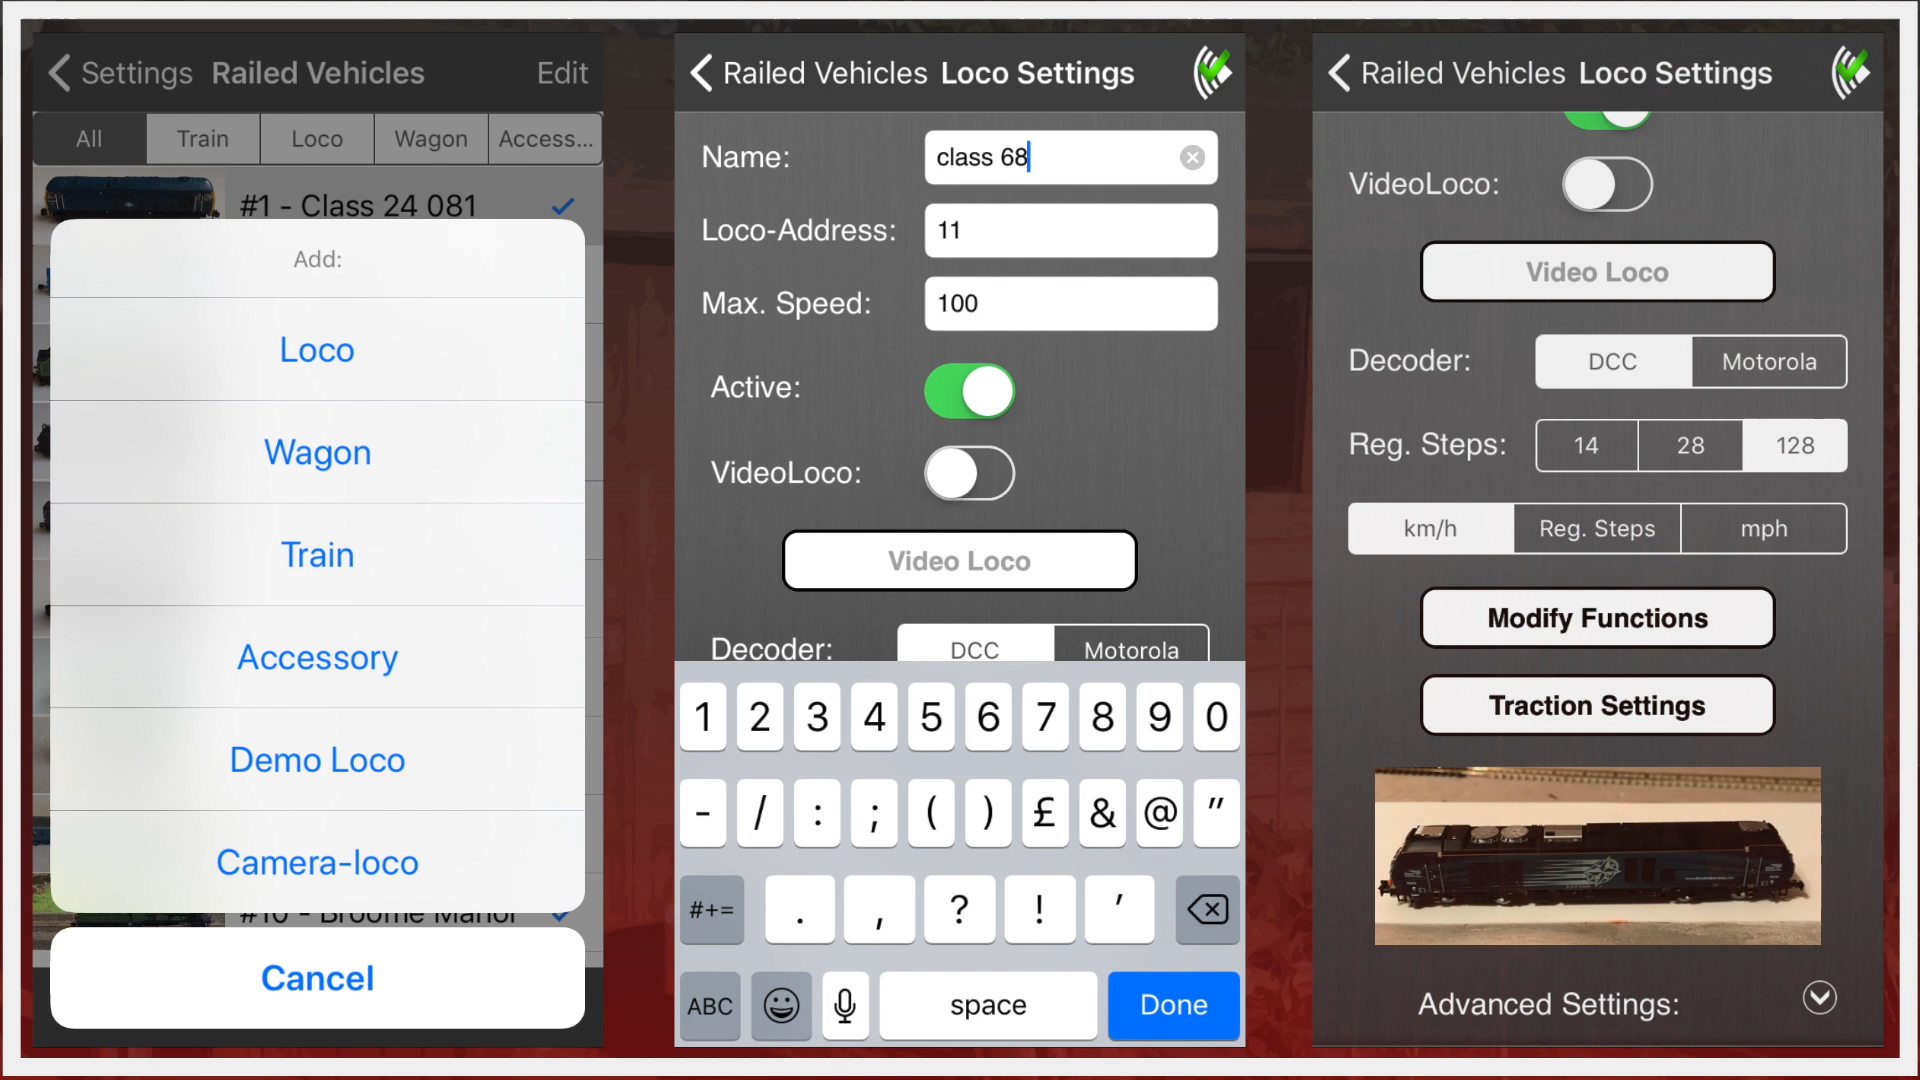 Settings Railed Vehicles Edit
All Train Loco Wagon Access...
#1 - Class 24 081
Add:
Loco
Wagon
Train
Accessory
Demo Loco
Camera-loco
#10 - Broome Manor
Cancel
Railed Vehicles Loco Settings
Name: class 68
Loco-Address: 11
Max. Speed: 100
Active:
VideoLoco:
Video Loco
Decoder: DCC Motorola
1 2 3 4 5 6 7 8 9 0
- / : ; ( ) £ & @ "
#+= . , ? ! '
ABC space Done
Railed Vehicles Loco Settings
VideoLoco:
Video Loco
Decoder: DCC Motorola
Reg. Steps: 14 28 128
km/h Reg. Steps mph
Modify Functions
Traction Settings
Advanced Settings: